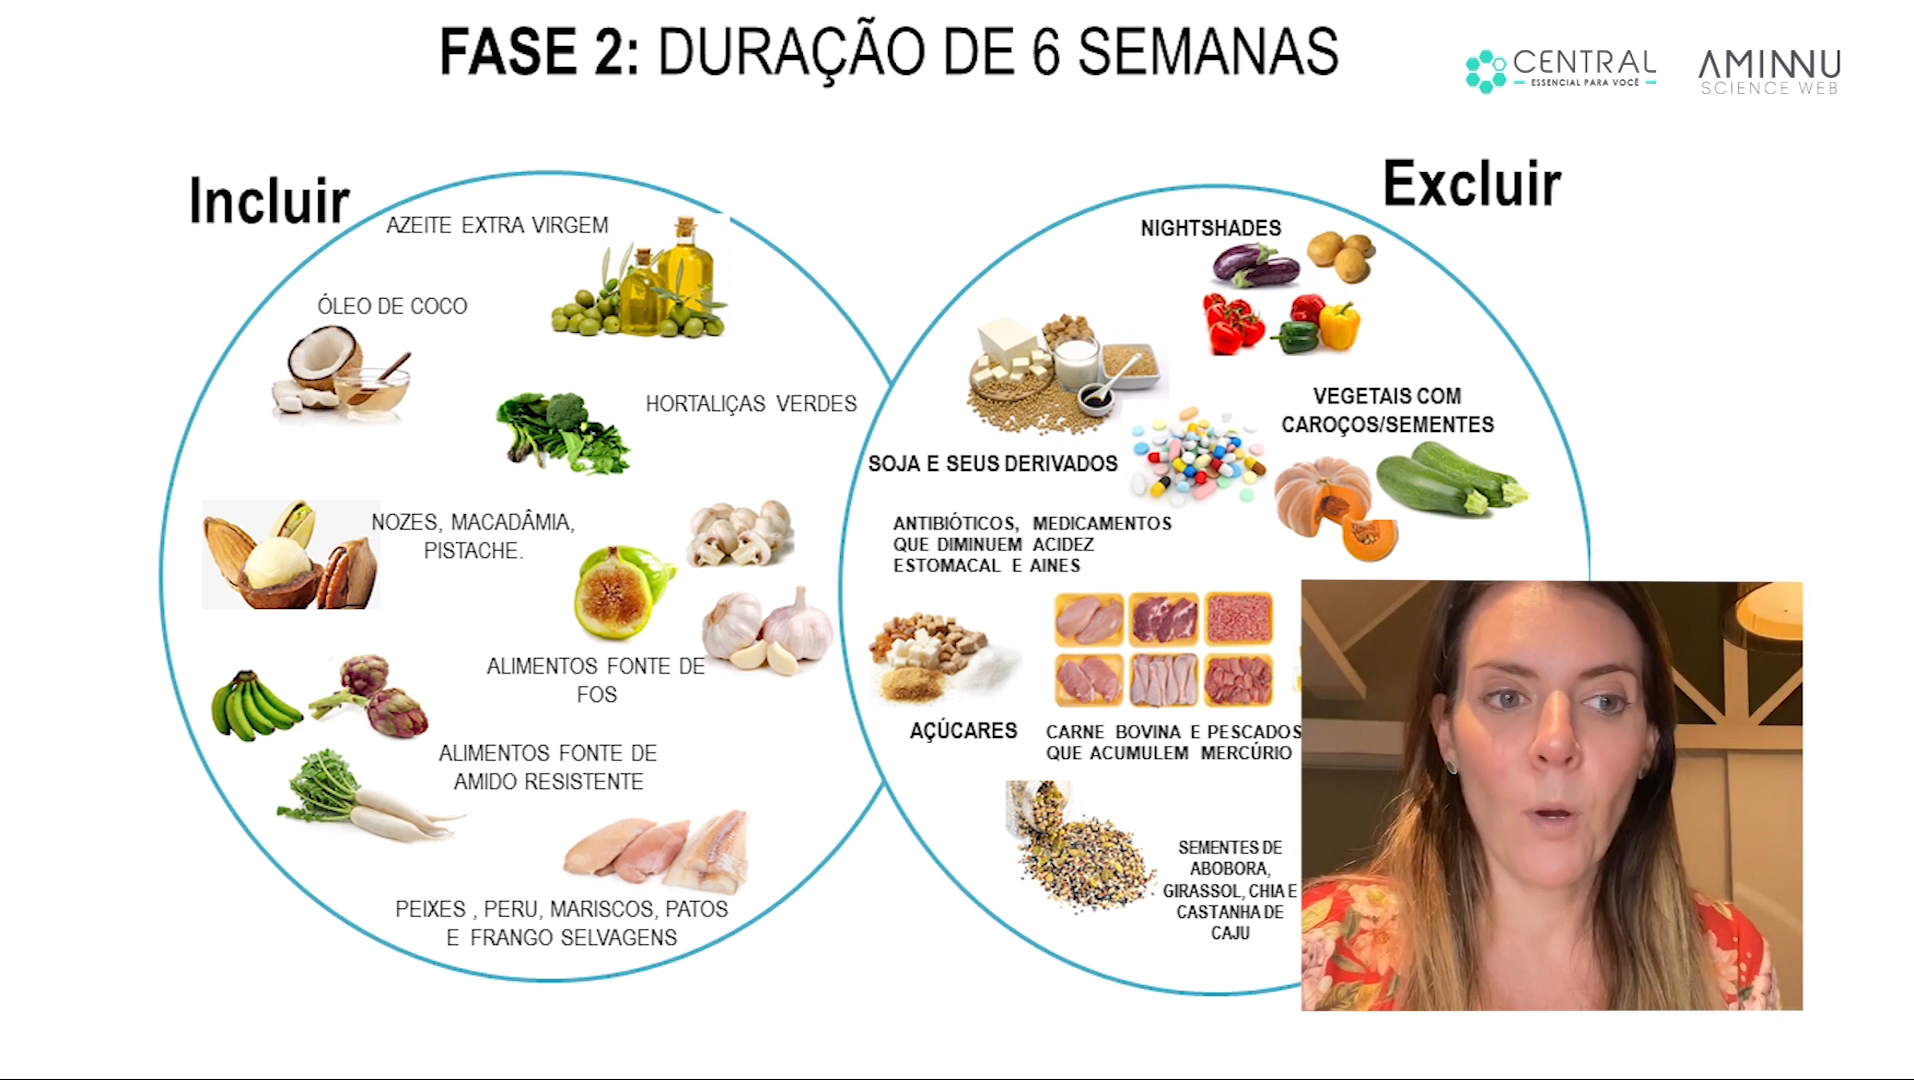 FASE 2: DURAÇÃO DE 6 SEMANAS
CENTRAL
ESSENCIAL PARA VOCÊ
AMINNU
SCIENCE WEB
Incluir
AZEITE EXTRA VIRGEM
ÓLEO DE COCO
HORTALIÇAS VERDES
NOZES, MACADÂMIA,
PISTACHE.
ALIMENTOS FONTE DE
FOS
ALIMENTOS FONTE DE
AMIDO RESISTENTE
PEIXES , PERU, MARISCOS, PATOS
E FRANGO SELVAGENS
Excluir
NIGHTSHADES
VEGETAIS COM
CAROÇOS/SEMENTES
SOJA E SEUS DERIVADOS
ANTIBIÓTICOS, MEDICAMENTOS
QUE DIMINUEM ACIDEZ
ESTOMACAL E AINES
AÇÚCARES
CARNE BOVINA E PESCADOS
QUE ACUMULEM MERCÚRIO
SEMENTES DE
ABOBORA,
GIRASSOL, CHIA E
CASTANHA DE
CAJU